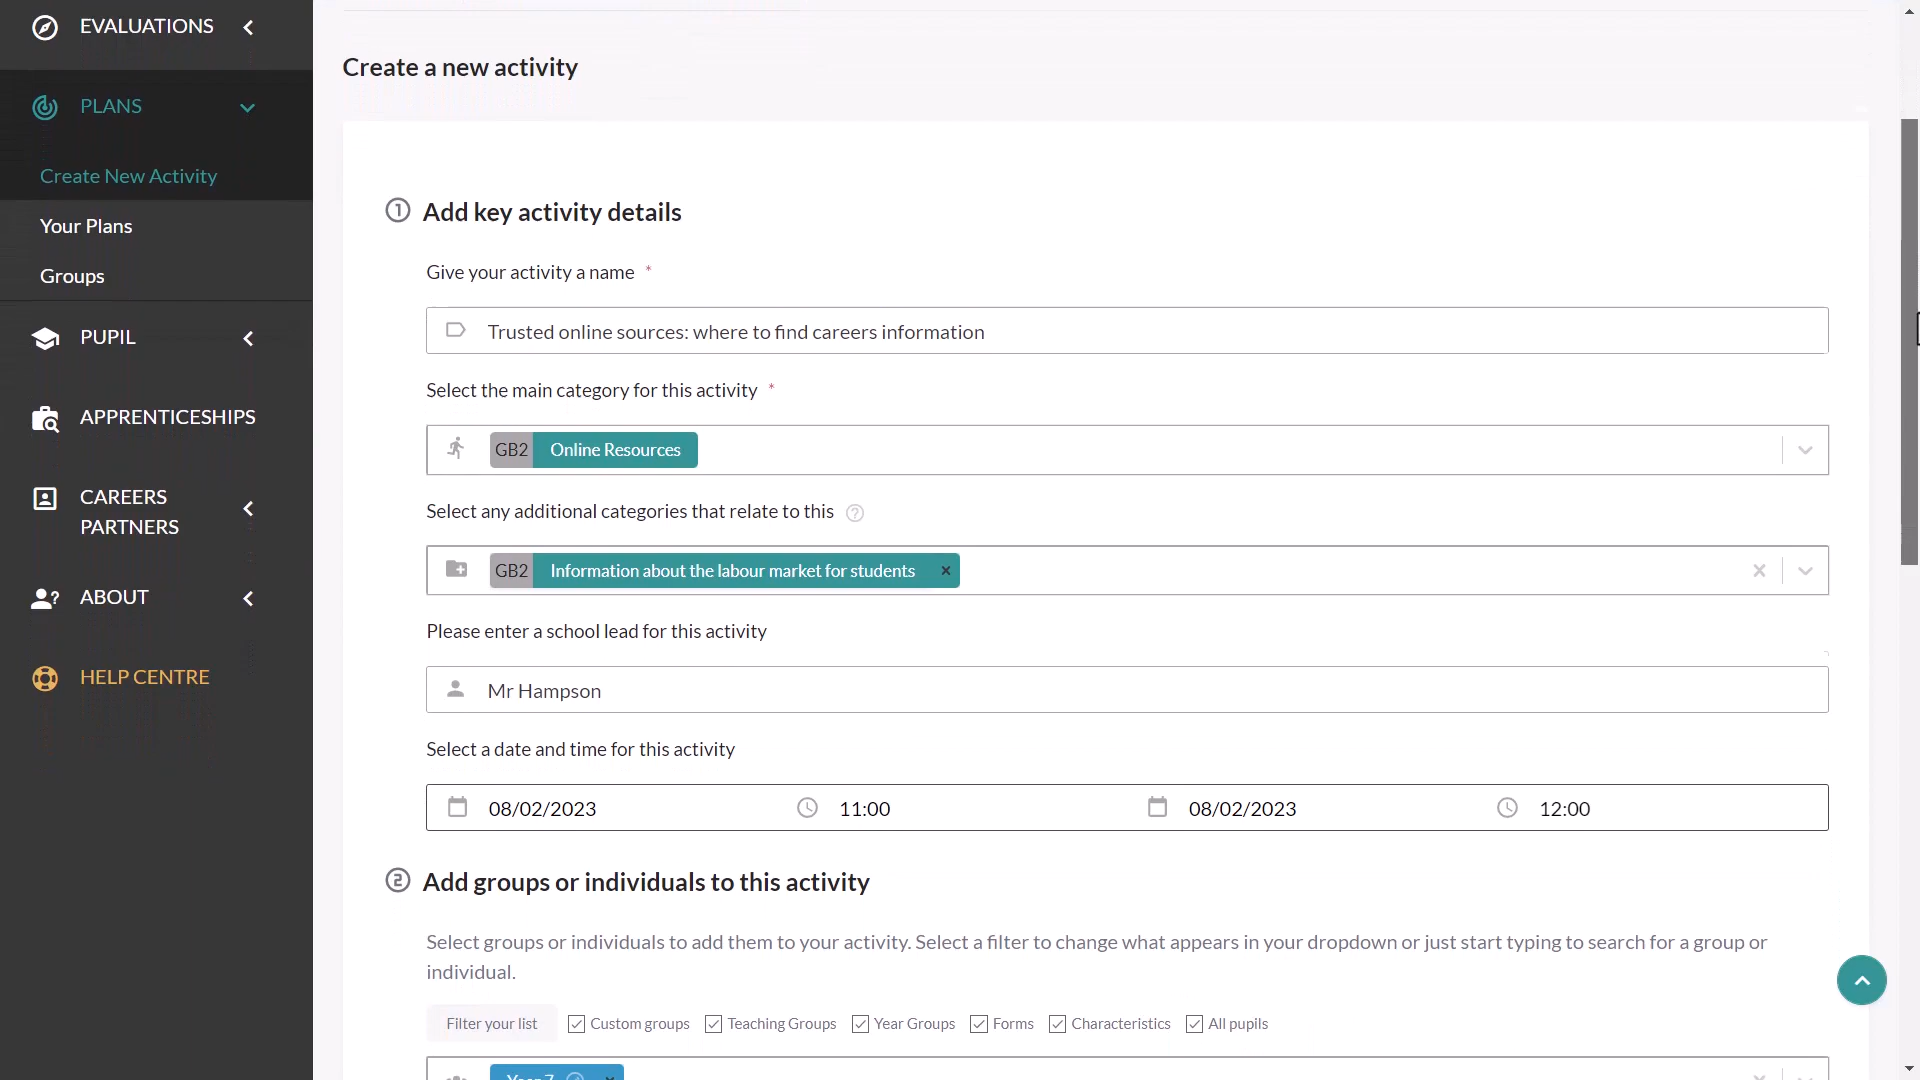 EVALUATIONS
PLANS
Create New Activity
Your Plans
Groups
PUPIL
APPRENTICESHIPS
CAREERS
PARTNERS
ABOUT
HELP CENTRE
Create a new activity
1 Add key activity details
Give your activity a name *
Trusted online sources: where to find careers information
Select the main category for this activity *
GB2 Online Resources
Select any additional categories that relate to this ?
GB2 Information about the labour market for students ×
Please enter a school lead for this activity
Mr Hampson
Select a date and time for this activity
08/02/2023 11:00 08/02/2023 12:00
2 Add groups or individuals to this activity
Select groups or individuals to add them to your activity. Select a filter to change what appears in your dropdown or just start typing to search for a group or
individual.
Filter your list Custom groups Teaching Groups Year Groups Forms Characteristics All pupils
Year 7